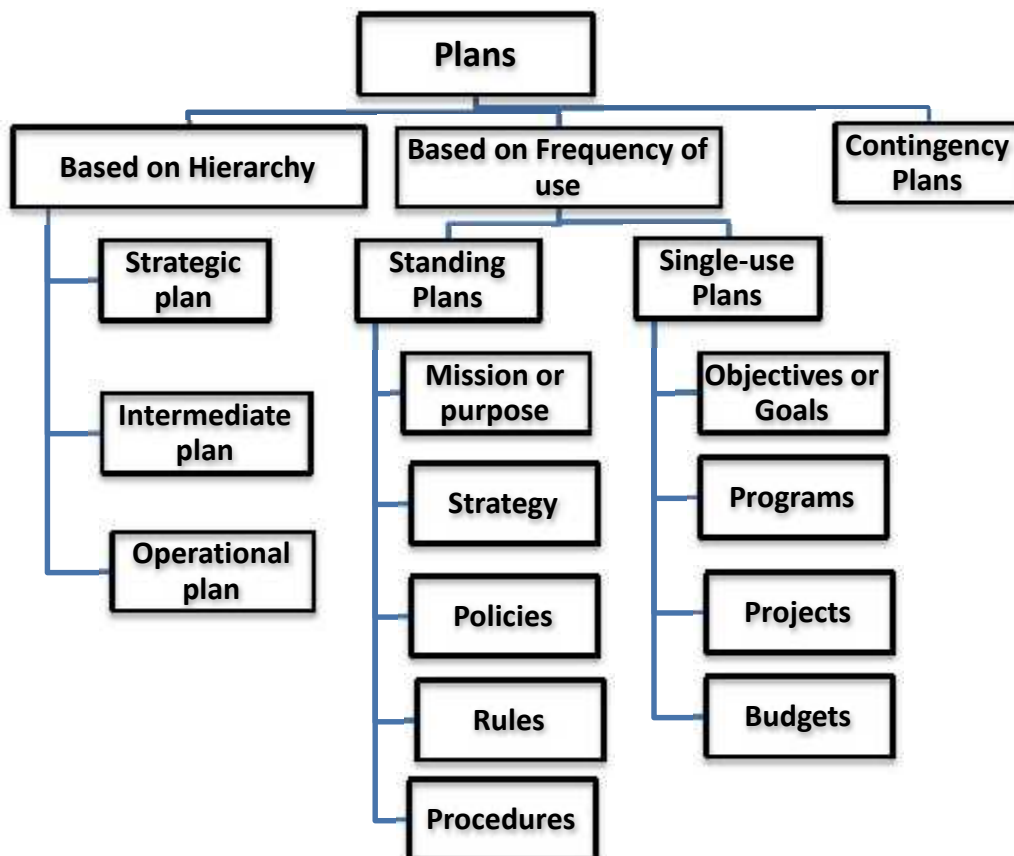 Plans
Based on Hierarchy
Based on Frequency of
use
Contingency
Plans
Strategic
plan
Intermediate
plan
Operational
plan
Standing
Plans
Mission or
purpose
Strategy
Policies
Rules
Procedures
Single-use
Plans
Objectives or
Goals
Programs
Projects
Budgets